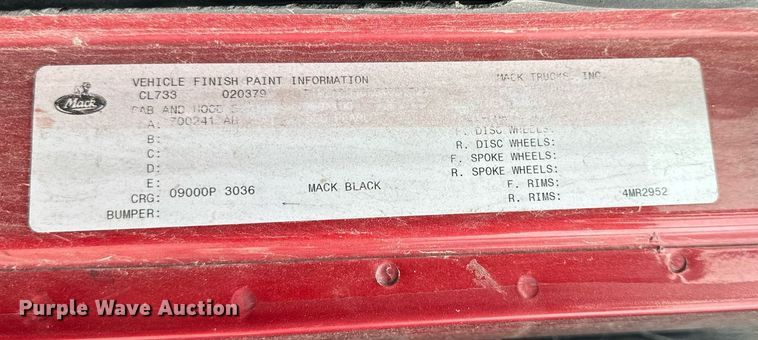 VEHICLE FINISH PAINT INFORMATION MACK TRUCKS, INC.
Mack
CL733 020379
CAB AND HOOD
A: 700241 AH
F. DISC WHEELS:
B:
R. DISC WHEELS:
C:
F. SPOKE WHEELS:
D:
R. SPOKE WHEELS:
E:
F. RIMS:
CRG: 09000P 3036 MACK BLACK
R. RIMS: 4MR2952
BUMPER:
Purple Wave Auction